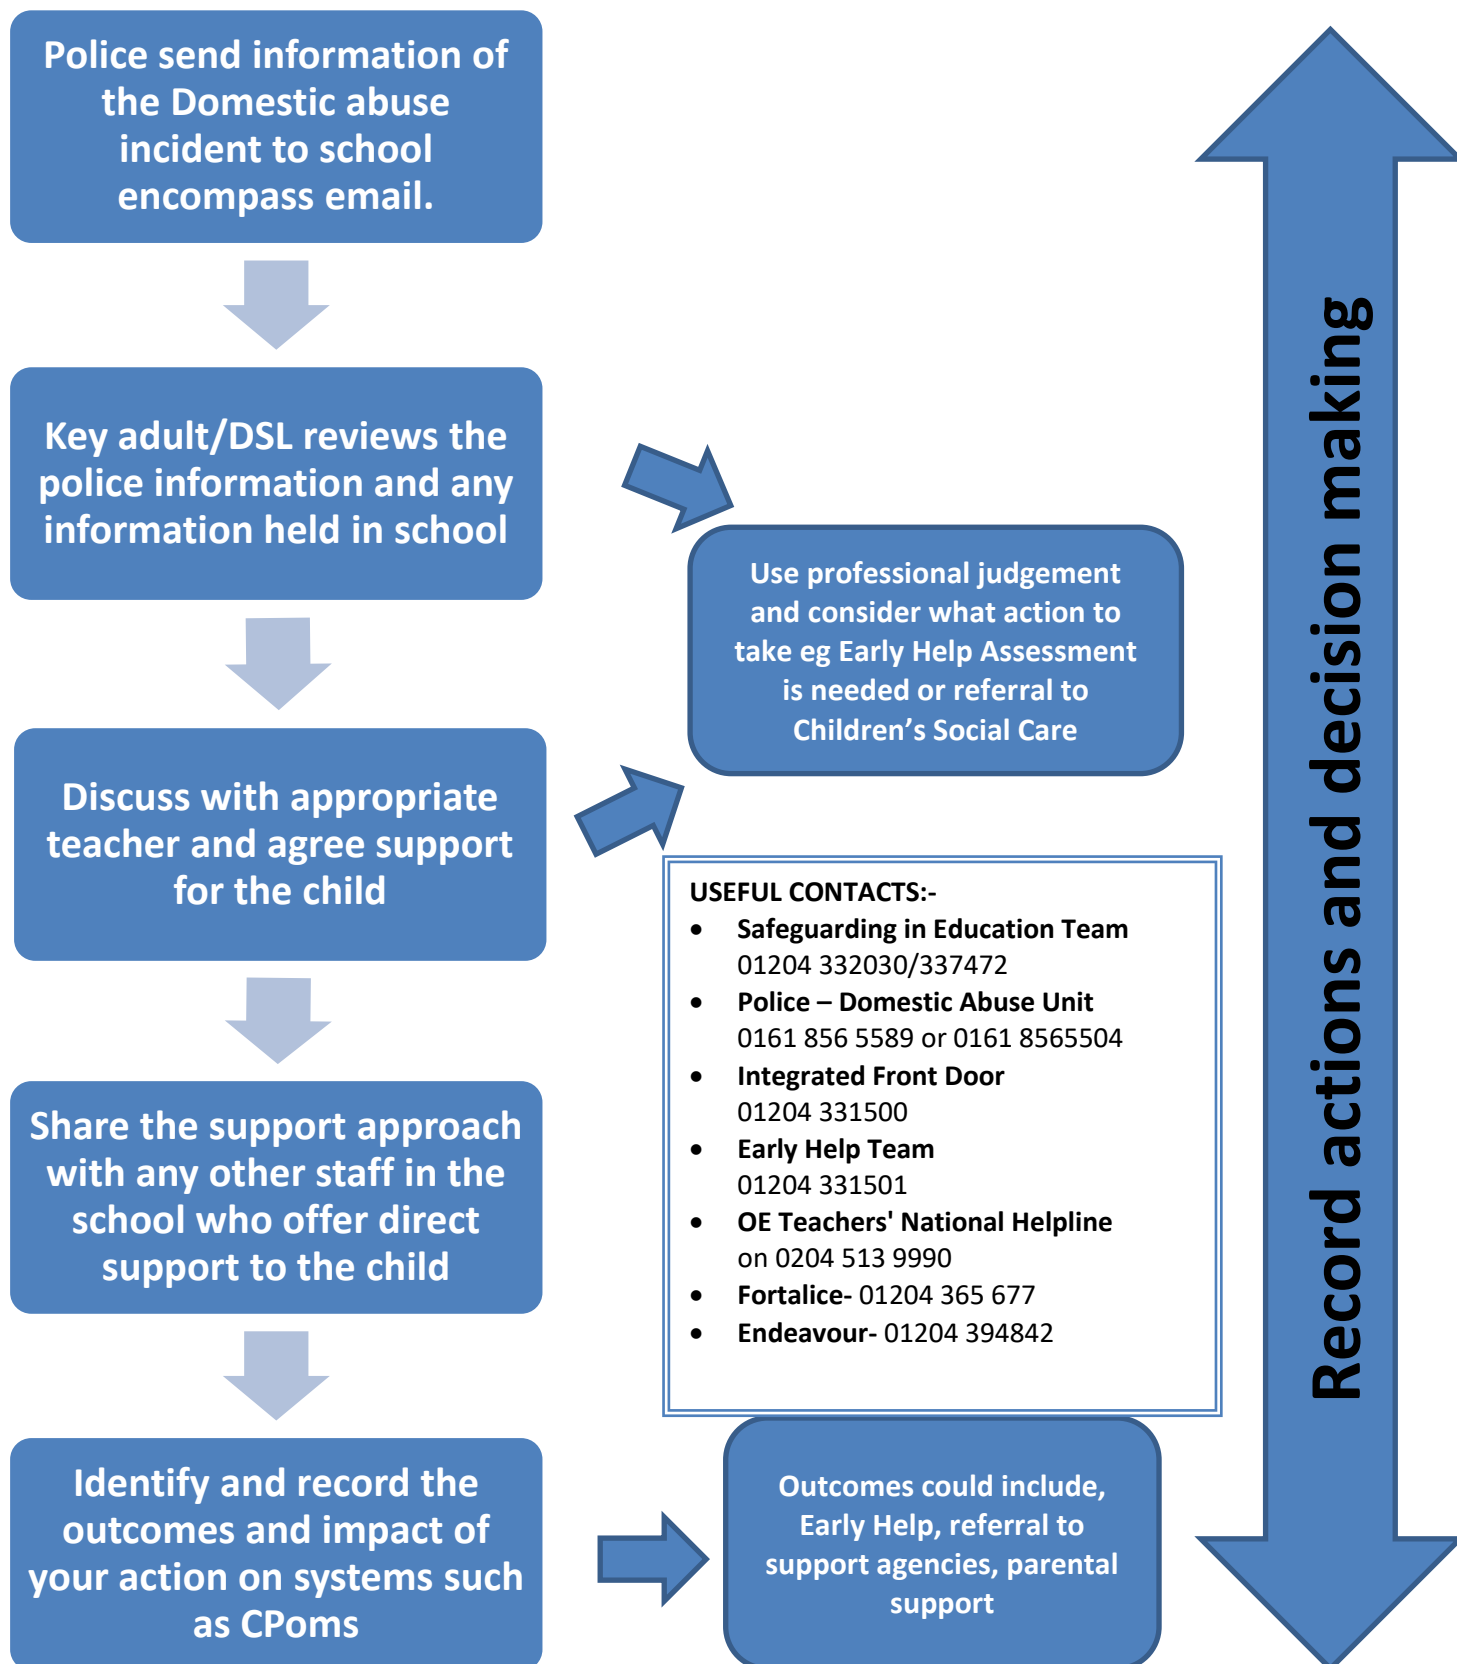 Police send information of
the Domestic abuse
incident to school
encompass email.
Key adult/DSL reviews the
police information and any
information held in school
Use professional judgement
and consider what action to
take eg Early Help Assessment
is needed or referral to
Children’s Social Care
Discuss with appropriate
teacher and agree support
for the child
USEFUL CONTACTS:-
• Safeguarding in Education Team
01204 332030/337472
• Police – Domestic Abuse Unit
0161 856 5589 or 0161 8565504
• Integrated Front Door
01204 331500
• Early Help Team
01204 331501
• OE Teachers' National Helpline
on 0204 513 9990
• Fortalice- 01204 365 677
• Endeavour- 01204 394842
Share the support approach
with any other staff in the
school who offer direct
support to the child
Identify and record the
outcomes and impact of
your action on systems such
as CPoms
Outcomes could include,
Early Help, referral to
support agencies, parental
support
Record actions and decision making